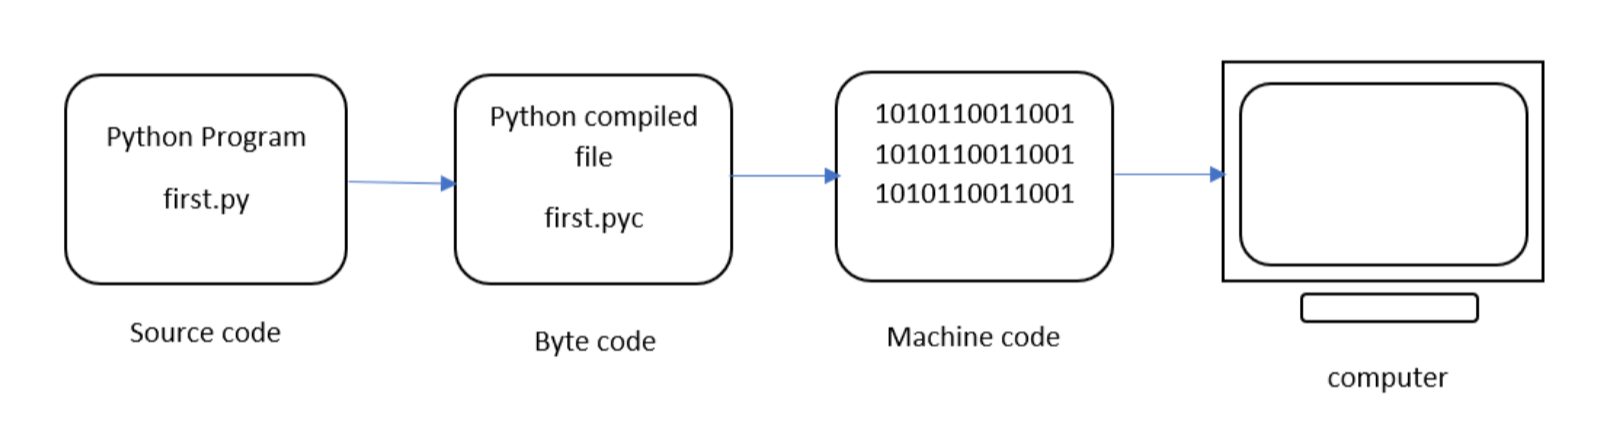 Python Program
first.py
Source code
Python compiled
file
first.pyc
Byte code
1010110011001
1010110011001
1010110011001
Machine code
computer